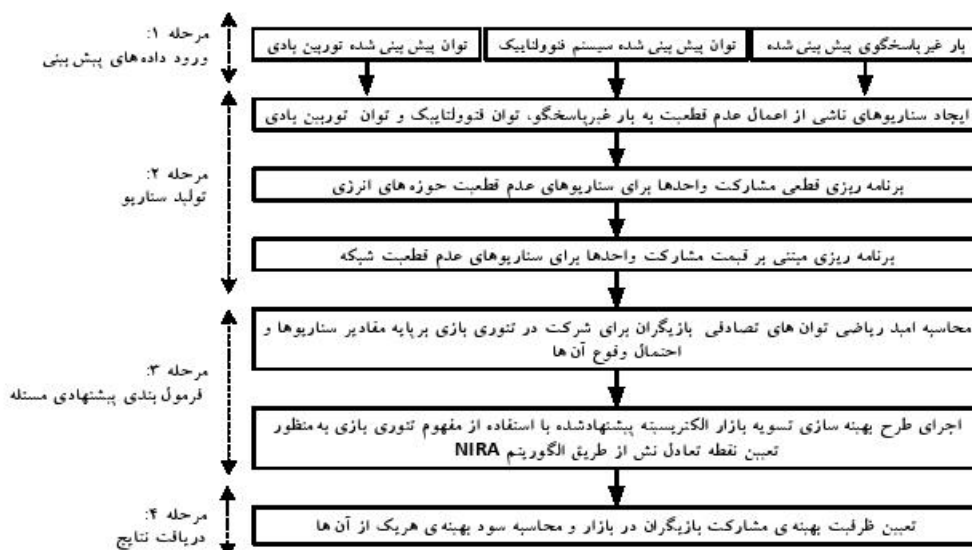 مرحله ۱:
ورود داده‌های پیش‌بینی
بار غیرپاسخگوی پیش‌بینی شده
توان پیش‌بینی شده سیستم فتوولتاییک
توان پیش‌بینی شده توربین بادی
مرحله ۲:
تولید سناریو
ایجاد سناریوهای ناشی از اعمال عدم قطعیت به بار غیرپاسخگو، توان فتوولتاییک و توان توربین بادی
برنامه ریزی قطعی مشارکت واحدها برای سناریوهای عدم قطعیت حوزه‌های انرژی
برنامه ریزی مبتنی بر قیمت مشارکت واحدها برای سناریوهای عدم قطعیت شبکه
مرحله ۳:
فرمول‌بندی پیشنهادی مسئله
محاسبه امید ریاضی توان‌های تصادفی بازیگران برای شرکت در تئوری بازی برپایه مقادیر سناریوها و
احتمال وقوع آن‌ها
اجرای طرح بهینه سازی تسویه بازار الکتریسیته پیشنهادشده با استفاده از مفهوم تئوری بازی به‌منظور
تعیین نقطه تعادل نش از طریق الگوریتم NIRA
مرحله ۴:
دریافت نتایج
تعیین ظرفیت بهینه‌ی مشارکت بازیگران در بازار و محاسبه سود بهینه‌ی هریک از آن‌ها